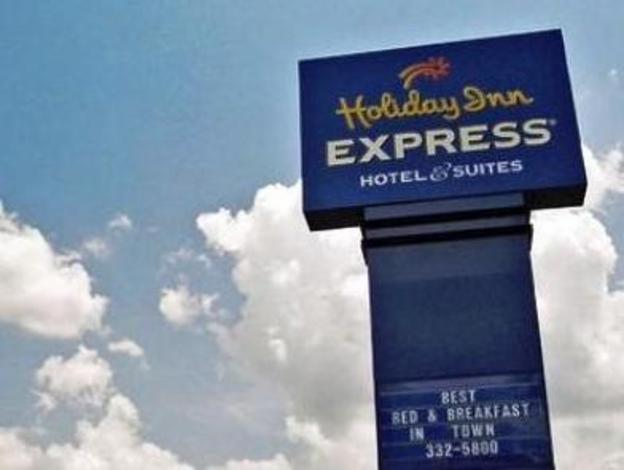 Holiday Inn
EXPRESS®
HOTEL & SUITES
BEST
BED & BREAKFAST
IN TOWN
332-5800